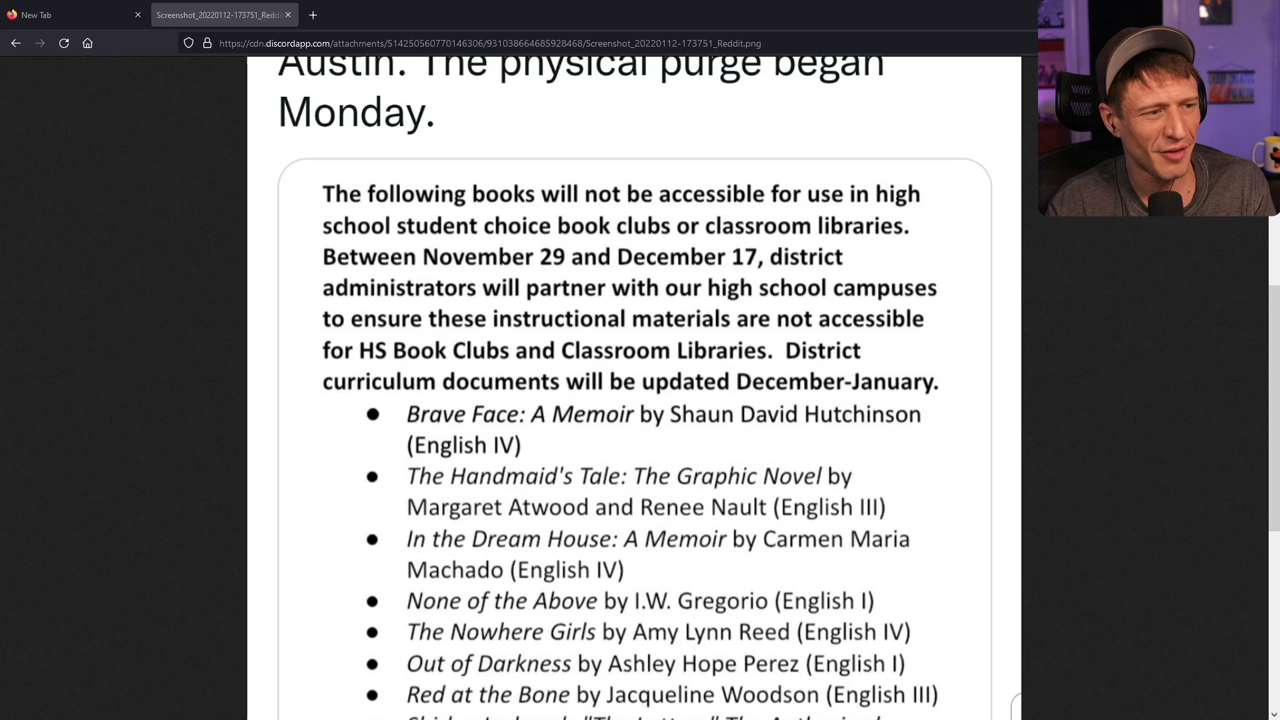 New Tab
Screenshot_20220112-173751_Reddi
https://cdn.discordapp.com/attachments/514250560770146306/931038664685928468/Screenshot_20220112-173751_Reddit.png
Austin. The physical purge began
Monday.
The following books will not be accessible for use in high
school student choice book clubs or classroom libraries.
Between November 29 and December 17, district
administrators will partner with our high school campuses
to ensure these instructional materials are not accessible
for HS Book Clubs and Classroom Libraries. District
curriculum documents will be updated December-January.
● Brave Face: A Memoir by Shaun David Hutchinson
(English IV)
● The Handmaid's Tale: The Graphic Novel by
Margaret Atwood and Renee Nault (English III)
● In the Dream House: A Memoir by Carmen Maria
Machado (English IV)
● None of the Above by I.W. Gregorio (English I)
● The Nowhere Girls by Amy Lynn Reed (English IV)
● Out of Darkness by Ashley Hope Perez (English I)
● Red at the Bone by Jacqueline Woodson (English III)